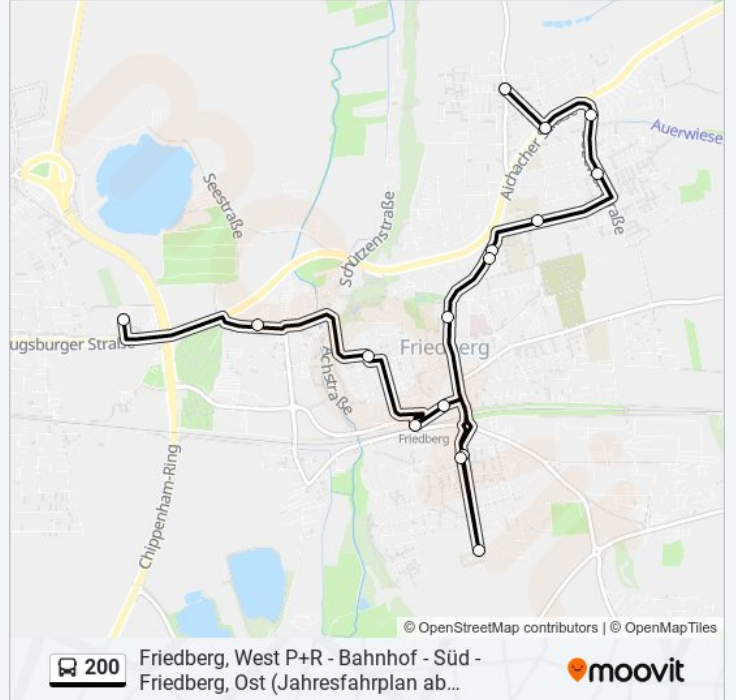 Aichacher
Auerwiese
Seestraße
Schützenstraße
aße
ugsburger Straße
Friedberg
Achstraße
Friedberg
Chippenham-Ring
© OpenStreetMap contributors | © OpenMapTiles
200
Friedberg, West P+R - Bahnhof - Süd -
Friedberg, Ost (Jahresfahrplan ab...
moovit